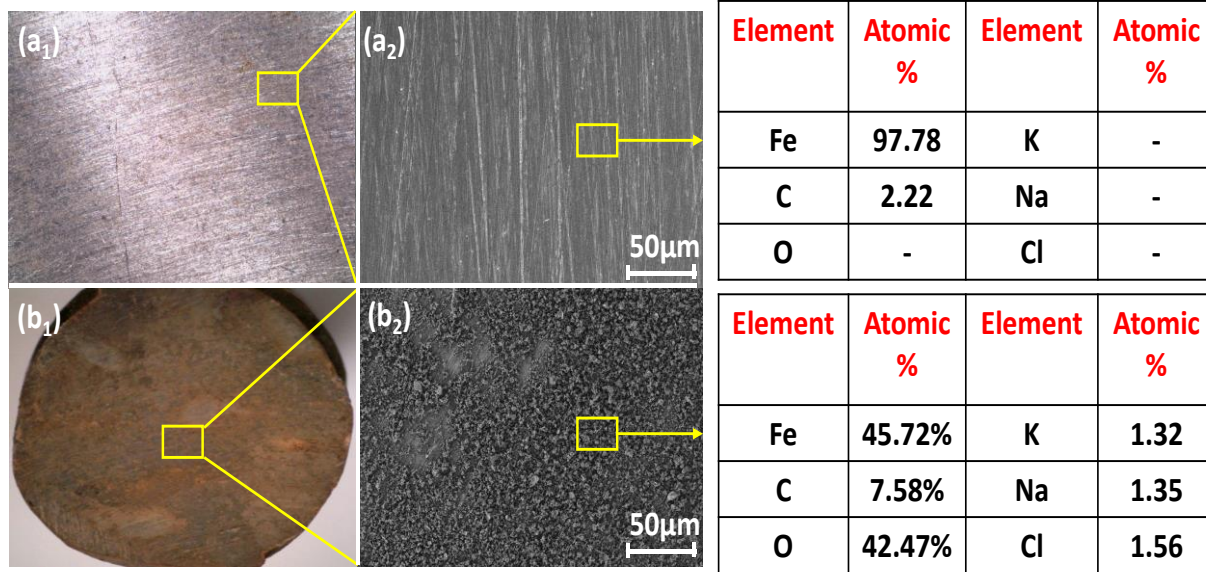 (a1)
(a2)
50μm
Element Atomic % Element Atomic %
Fe 97.78 K -
C 2.22 Na -
O - Cl -
(b1)
(b2)
50μm
Element Atomic % Element Atomic %
Fe 45.72% K 1.32
C 7.58% Na 1.35
O 42.47% Cl 1.56